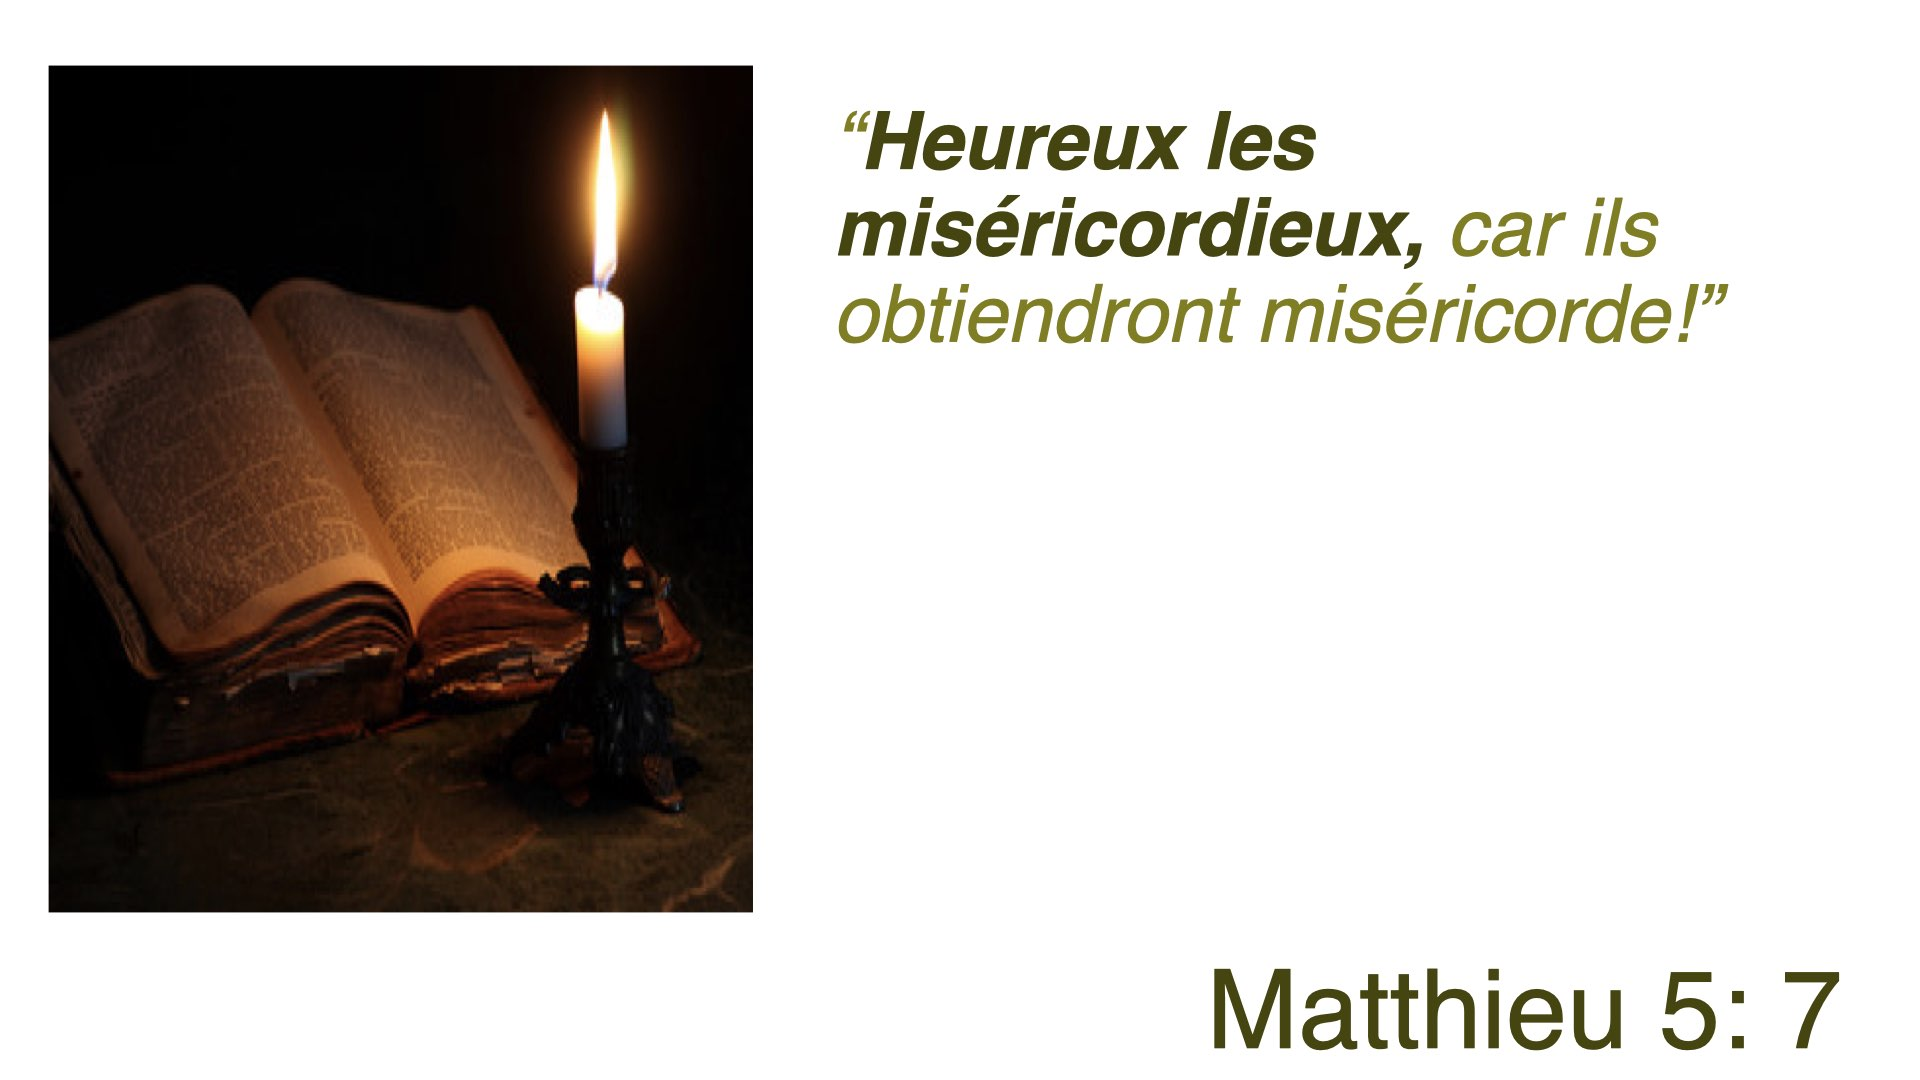 “Heureux les
miséricordieux, car ils
obtiendront miséricorde!”
Matthieu 5: 7